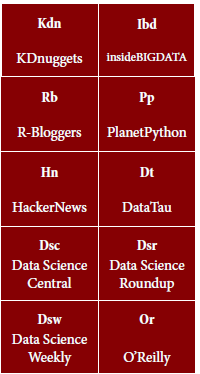 Kdn
KDnuggets
Ibd
insideBIGDATA
Rb
R-Bloggers
Pp
PlanetPython
Hn
HackerNews
Dt
DataTau
Dsc
Data Science
Central
Dsr
Data Science
Roundup
Dsw
Data Science
Weekly
Or
O'Reilly